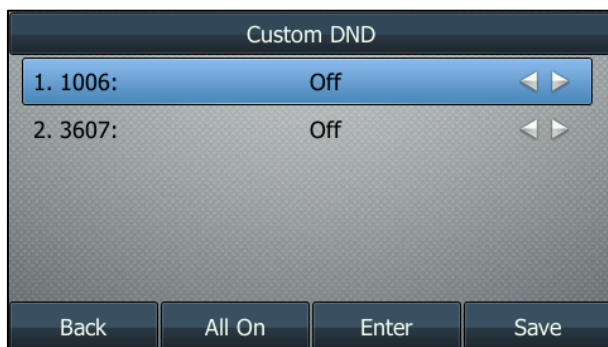 Custom DND
1. 1006: Off
2. 3607: Off
Back All On Enter Save